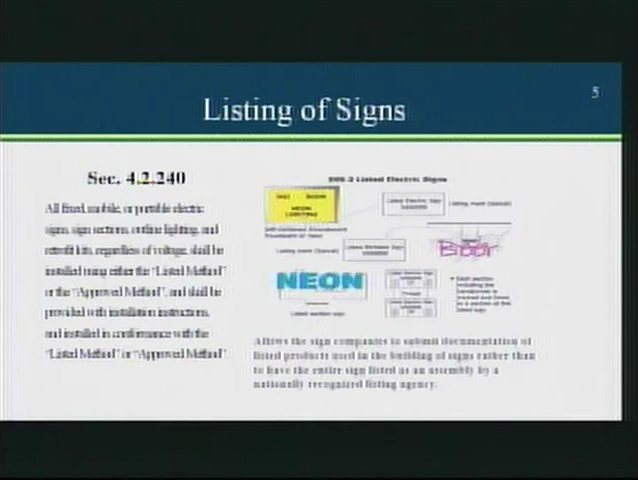 5
Listing of Signs
Sec. 4.2.240
All fixed, mobile, or portable electric
signs, sign sections, outline lighting, and
retrofit kits, regardless of voltage, shall be
installed using either the "Listed Method"
or the "Approved Method", and shall be
provided with installation instructions,
and installed in conformance with the
"Listed Method" or "Approved Method".
600.3 Listed Electric Signs
NEON
LIGHTING
Listed Electric Sign
Listing mark (typical)
Listing mark (typical)
Beer
NEON
Each section
including the
Listed section sign
Allows the sign companies to submit documentation of
listed products used in the building of signs rather than
to have the entire sign listed as an assembly by a
nationally recognized listing agency.